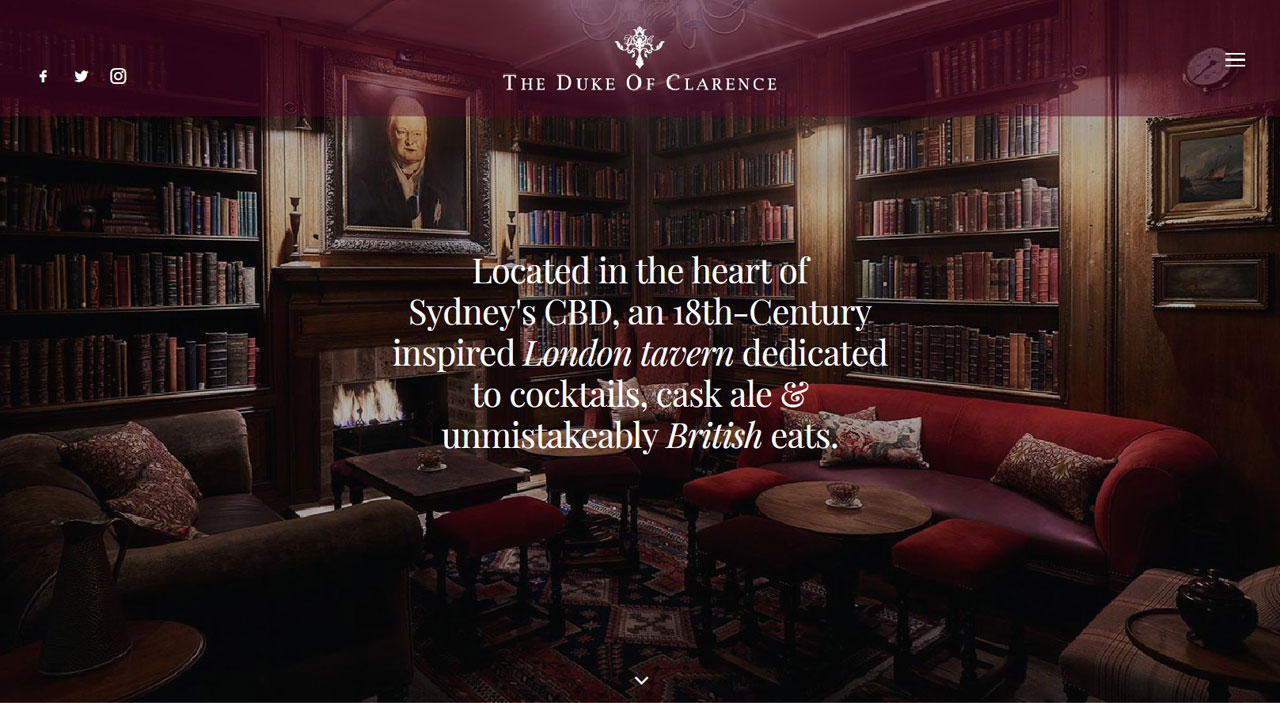 The Duke Of Clarence
Located in the heart of
Sydney's CBD, an 18th-Century
inspired London tavern dedicated
to cocktails, cask ale &
unmistakeably British eats.